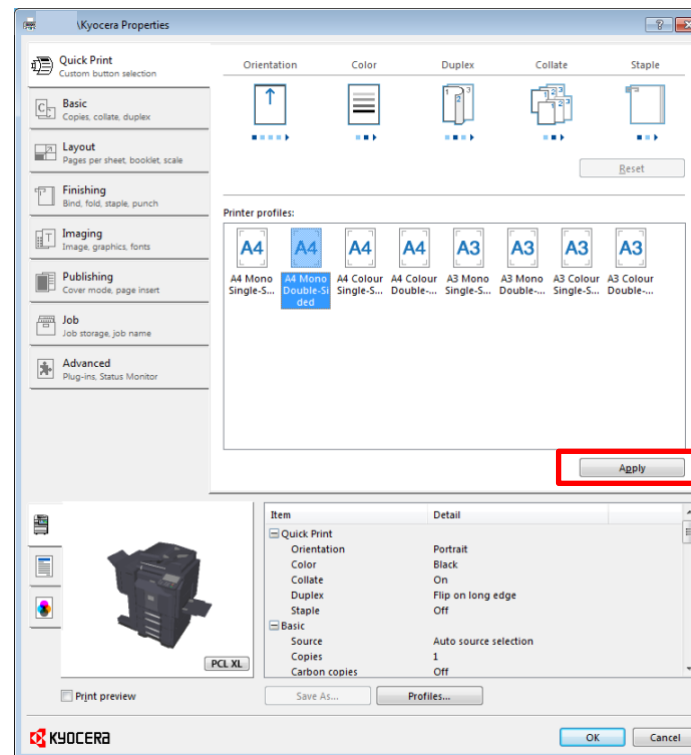 \Kyocera Properties
Quick Print
Custom button selection
Basic
Copies, collate, duplex
Layout
Pages per sheet, booklet, scale
Finishing
Bind, fold, staple, punch
Imaging
Image, graphics, fonts
Publishing
Cover mode, page insert
Job
Job storage, job name
Advanced
Plug-ins, Status Monitor
Orientation Color Duplex Collate Staple
Reset
Printer profiles:
A4 A4 A4 A4 A3 A3 A3 A3
A4 Mono A4 Mono A4 Colour A4 Colour A3 Mono A3 Mono A3 Colour A3 Colour
Single-S... Double-Si Single-S... Double-... Single-S... Double-... Single-S... Double-...
ded
Apply
Item Detail
Quick Print
Orientation Portrait
Color Black
Collate On
Duplex Flip on long edge
Staple Off
Basic
Source Auto source selection
Copies 1
Carbon copies Off
PCL XL
Print preview
Save As... Profiles...
KYOCERA
OK Cancel